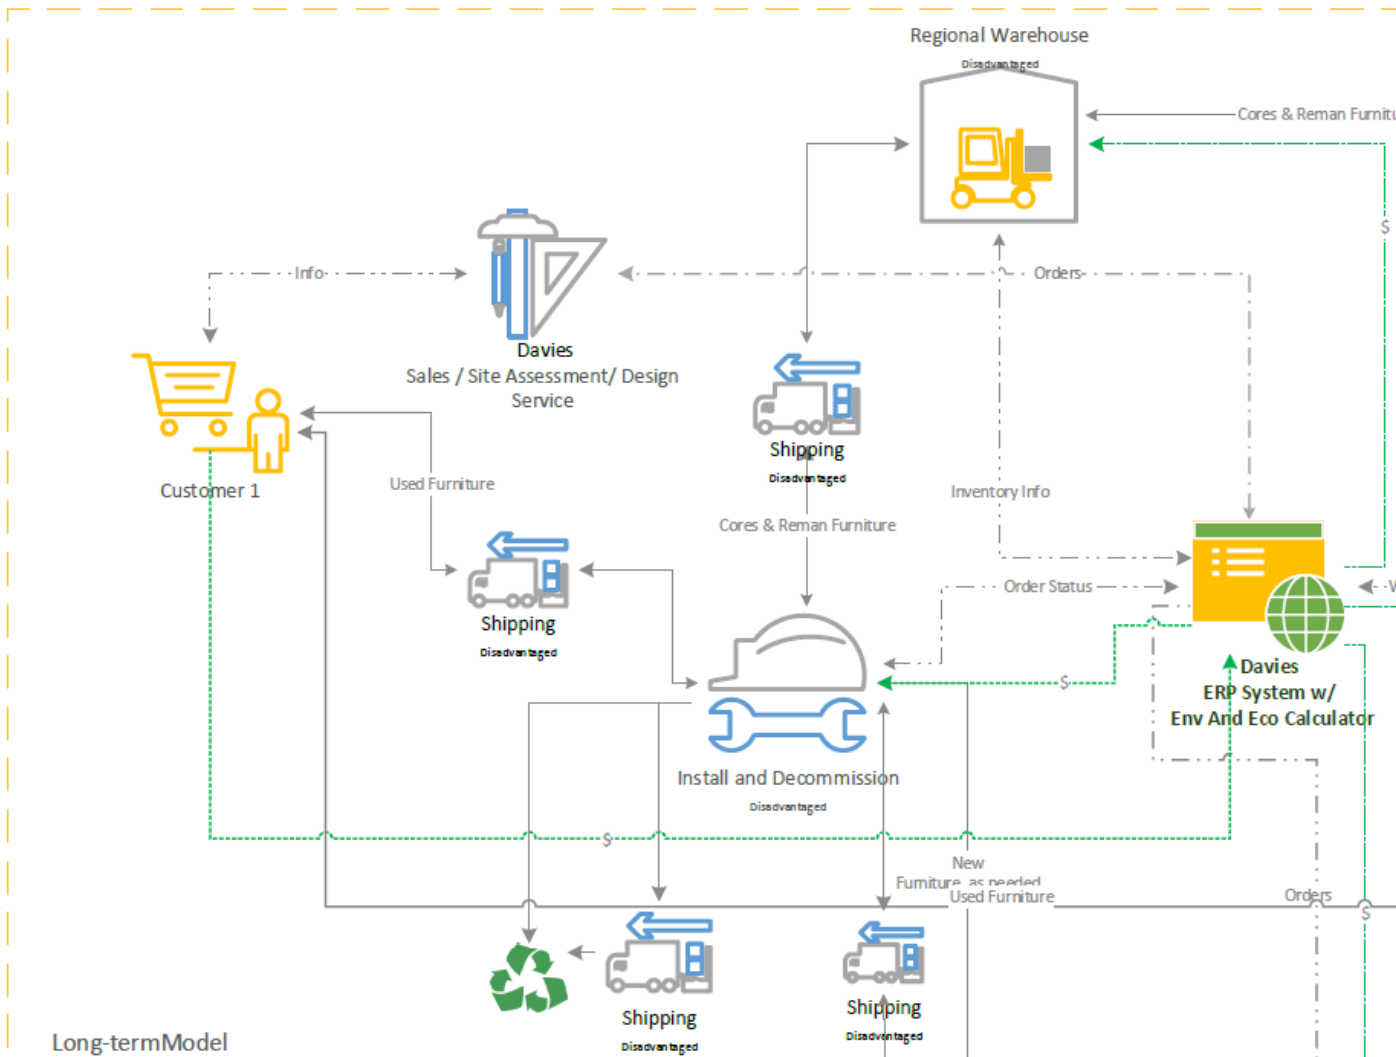 Regional Warehouse
Disadvantaged
Cores & Reman Furnitu
$
Info
Orders
Davies
Sales / Site Assessment/ Design
Service
Shipping
Disadvantaged
Customer 1
Used Furniture
Inventory Info
Cores & Reman Furniture
Order Status
Shipping
Disadvantaged
Davies
ERP System w/
Env And Eco Calculator
$
Install and Decommission
Disadvantaged
$
New
Furniture as needed
Used Furniture
Orders
$
Shipping
Disadvantaged
Shipping
Disadvantaged
Long-termModel